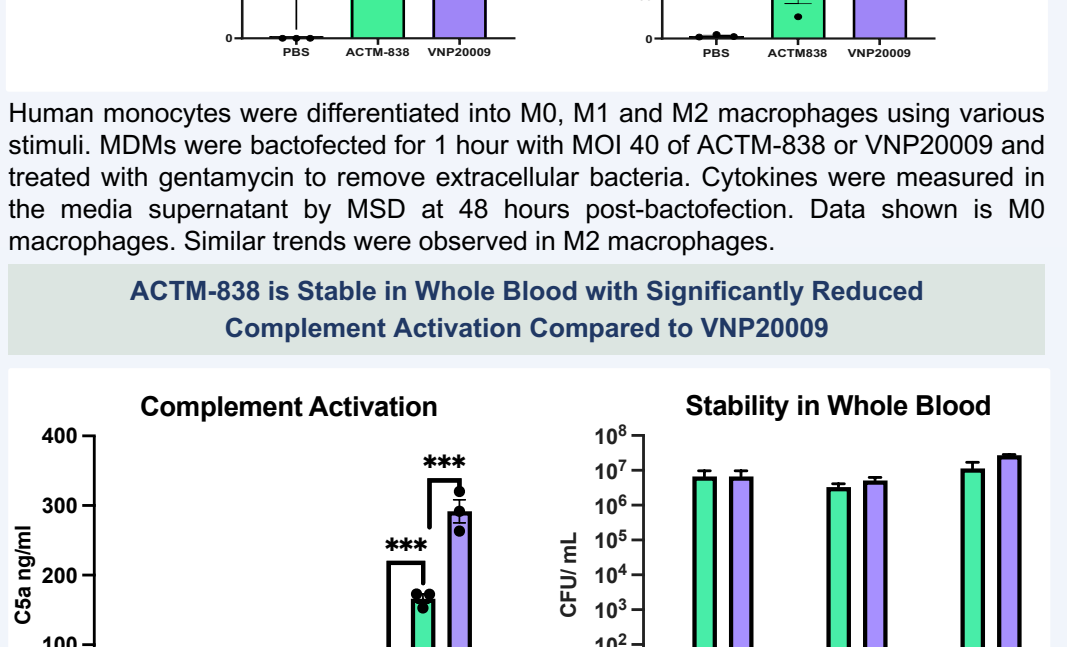 0
PBS
ACTM-838
VNP20009
0
PBS
ACTM838
VNP20009
Human monocytes were differentiated into M0, M1 and M2 macrophages using various
stimuli. MDMs were bactofected for 1 hour with MOI 40 of ACTM-838 or VNP20009 and
treated with gentamycin to remove extracellular bacteria. Cytokines were measured in
the media supernatant by MSD at 48 hours post-bactofection. Data shown is M0
macrophages. Similar trends were observed in M2 macrophages.
ACTM-838 is Stable in Whole Blood with Significantly Reduced
Complement Activation Compared to VNP20009
Complement Activation
400
300
200
100
C5a ng/ml
***
***
Stability in Whole Blood
10⁸
10⁷
10⁶
10⁵
10⁴
10³
10²
CFU/ mL